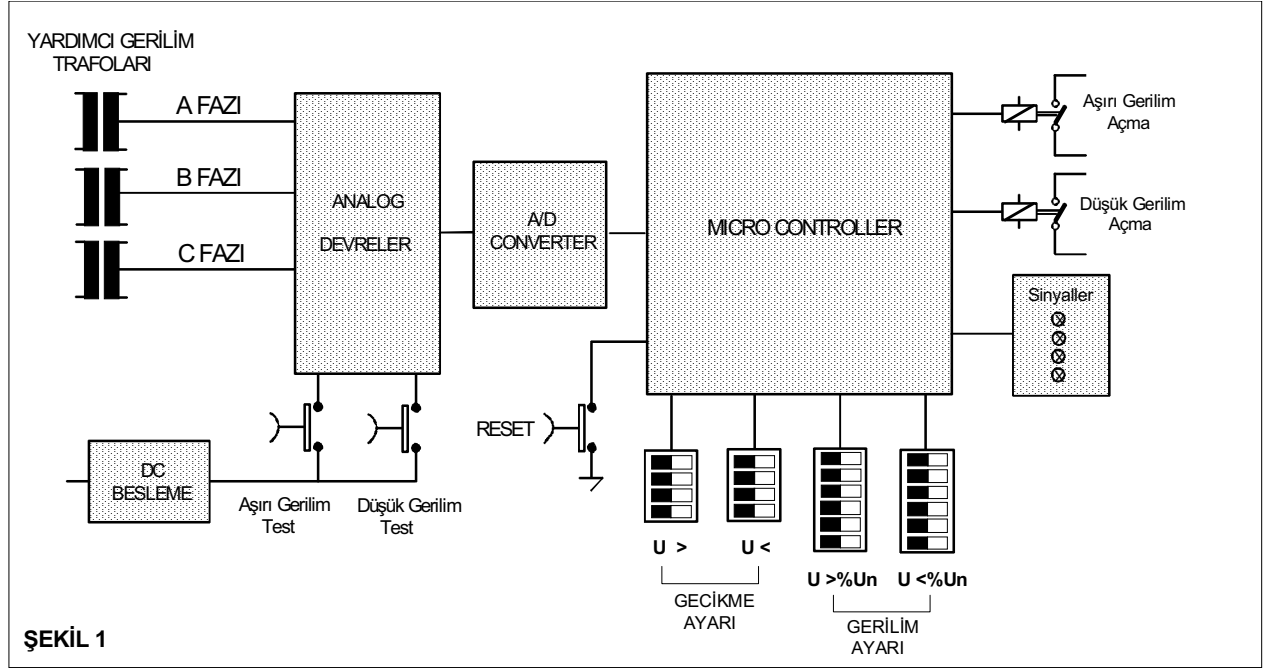 YARDIMCI GERİLİM
TRAFOLARI
A FAZI
B FAZI
C FAZI
ANALOG
DEVRELER
A/D
CONVERTER
MICRO CONTROLLER
Aşırı Gerilim
Açma
Düşük Gerilim
Açma
Sinyaller
RESET
DC
BESLEME
Aşırı Gerilim
Test
Düşük Gerilim
Test
U >
U <
U >%Un
U <%Un
GECİKME
AYARI
GERİLİM
AYARI
ŞEKİL 1